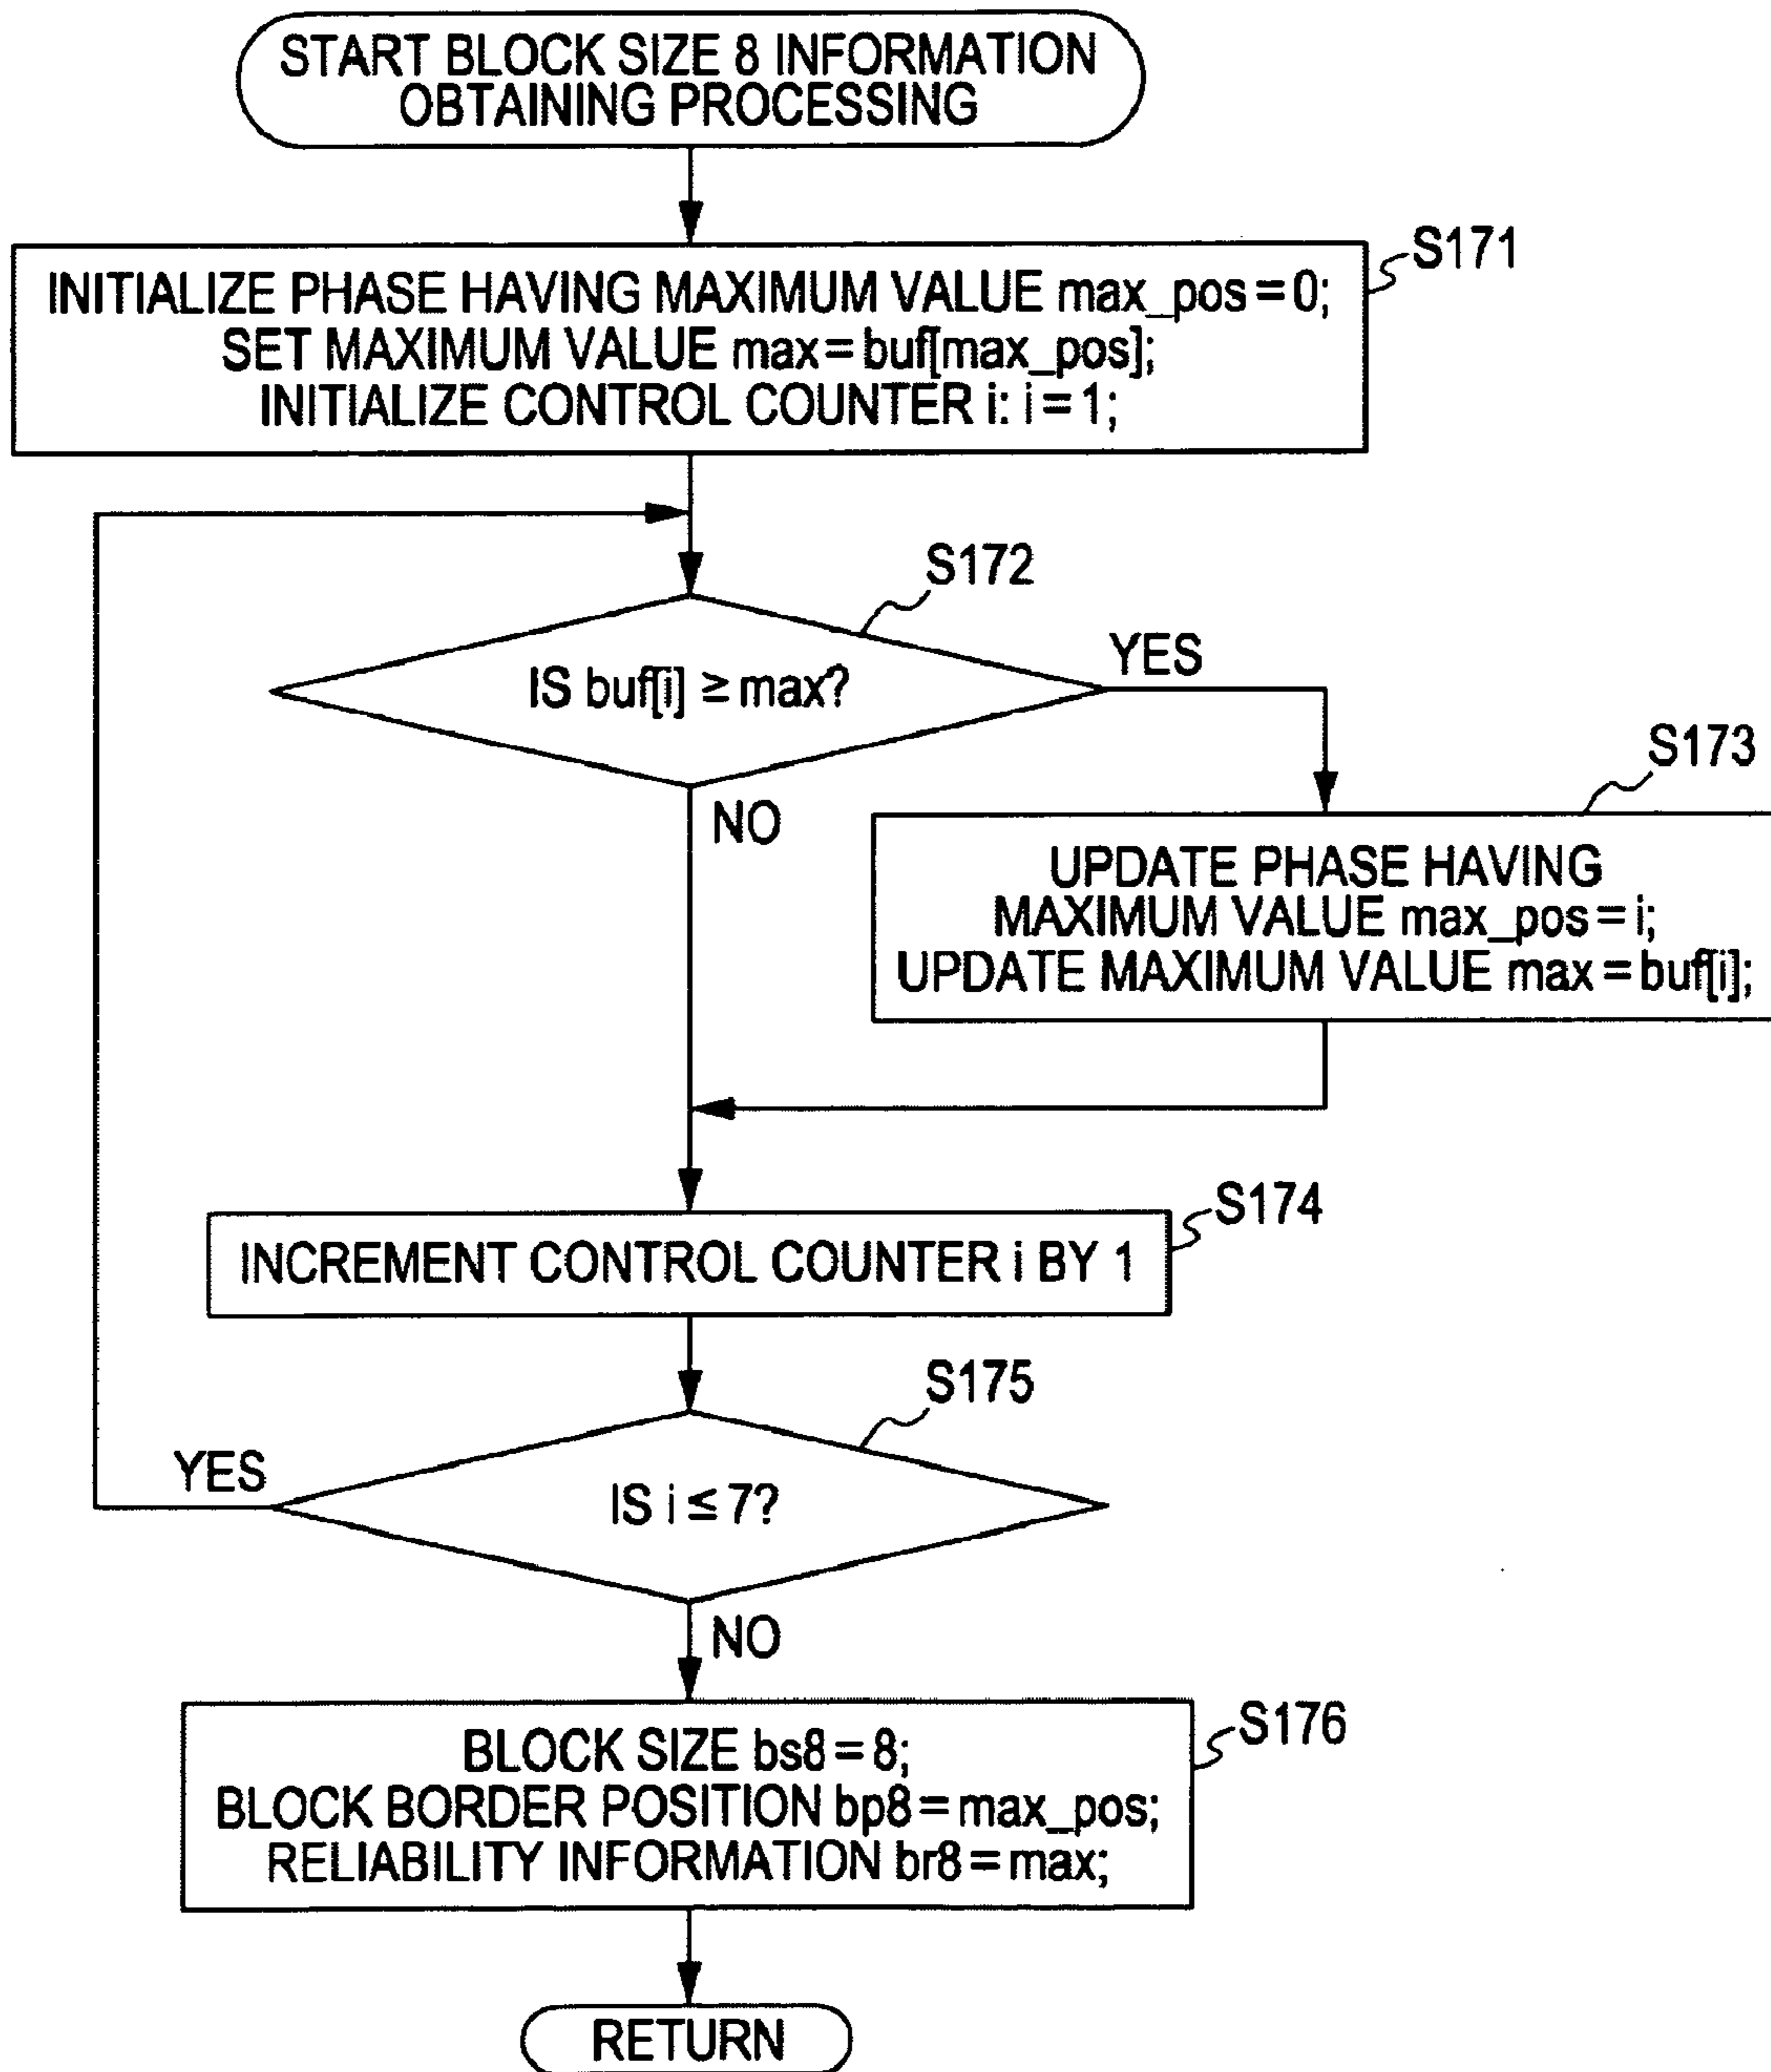 START BLOCK SIZE 8 INFORMATION
OBTAINING PROCESSING
S171
INITIALIZE PHASE HAVING MAXIMUM VALUE max_pos = 0;
SET MAXIMUM VALUE max = buf[max_pos];
INITIALIZE CONTROL COUNTER i: i = 1;
S172
IS buf[i] ≥ max?
YES
NO
S173
UPDATE PHASE HAVING
MAXIMUM VALUE max_pos = i;
UPDATE MAXIMUM VALUE max = buf[i];
S174
INCREMENT CONTROL COUNTER i BY 1
S175
YES
IS i ≤ 7?
NO
S176
BLOCK SIZE bs8 = 8;
BLOCK BORDER POSITION bp8 = max_pos;
RELIABILITY INFORMATION br8 = max;
RETURN